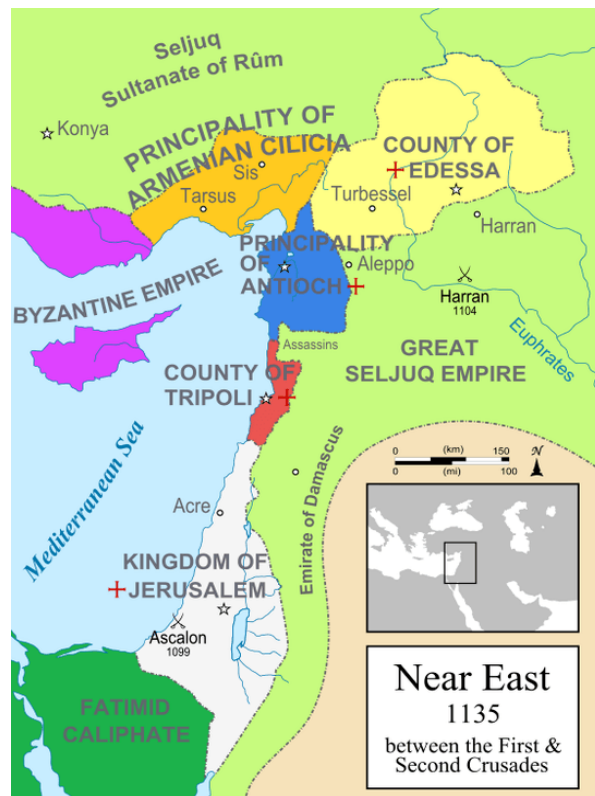 Seljuq
Sultanate of Rûm
Konya
PRINCIPALITY OF
ARMENIAN CILICIA
Sis
Tarsus
COUNTY OF
EDESSA
Turbessel
Harran
PRINCIPALITY
OF
ANTIOCH
Aleppo
Harran
1104
BYZANTINE EMPIRE
Euphrates
Assassins
GREAT
SELJUQ EMPIRE
COUNTY OF
TRIPOLI
Mediterranean Sea
Emirate of Damascus
0 (km) 150
0 (mi) 100
N
Acre
KINGDOM OF
JERUSALEM
Ascalon
1099
FATIMID
CALIPHATE
Near East
1135
between the First &
Second Crusades